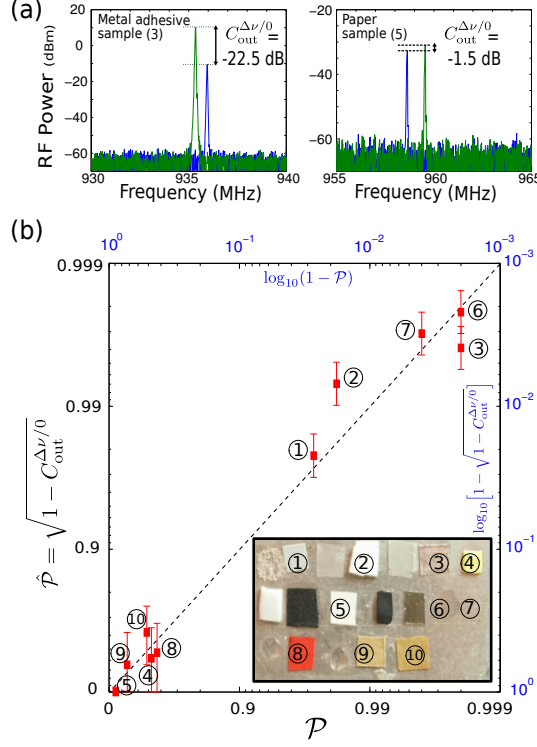 (a)
Metal adhesive
sample (3)
C_out^{Δν/0} =
-22.5 dB
Paper
sample (5)
C_out^{Δν/0} =
-1.5 dB
RF Power (dBm)
20
0
−20
−40
−60
930
935
940
Frequency (MHz)
−20
−40
−60
955
960
965
Frequency (MHz)
(b)
10^0
10^{-1}
10^{-2}
10^{-3}
log_10(1 − P)
0.999
0.99
0.9
0
P̂ = √(1 − C_out^{Δν/0})
⑥
⑦
③
②
①
⑩
⑨
⑧
⑤
④
log_10[1 − √(1 − C_out^{Δν/0})]
10^{-2}
10^{-1}
10^0
① ② ③ ④
⑤ ⑥ ⑦
⑧ ⑨ ⑩
0
0.9
0.99
0.999
P